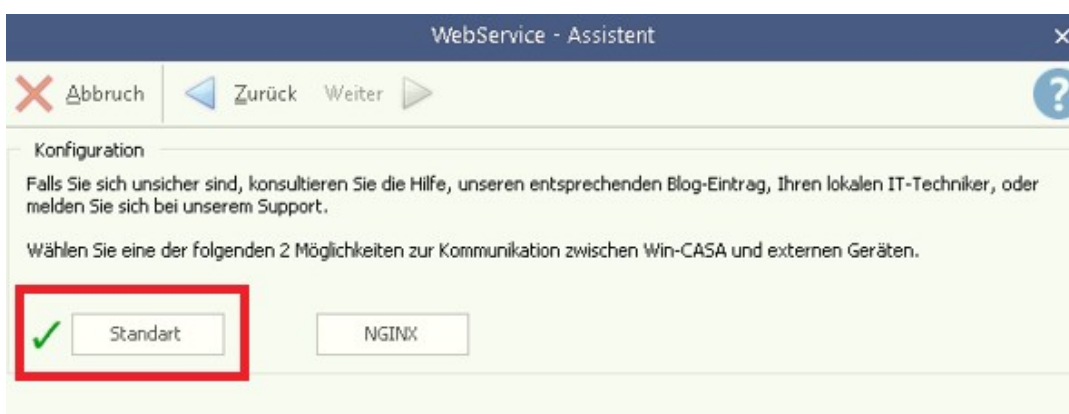 WebService - Assistent
Abbruch Zurück Weiter
Konfiguration
Falls Sie sich unsicher sind, konsultieren Sie die Hilfe, unseren entsprechenden Blog-Eintrag, Ihren lokalen IT-Techniker, oder
melden Sie sich bei unserem Support.
Wählen Sie eine der folgenden 2 Möglichkeiten zur Kommunikation zwischen Win-CASA und externen Geräten.
Standart NGINX